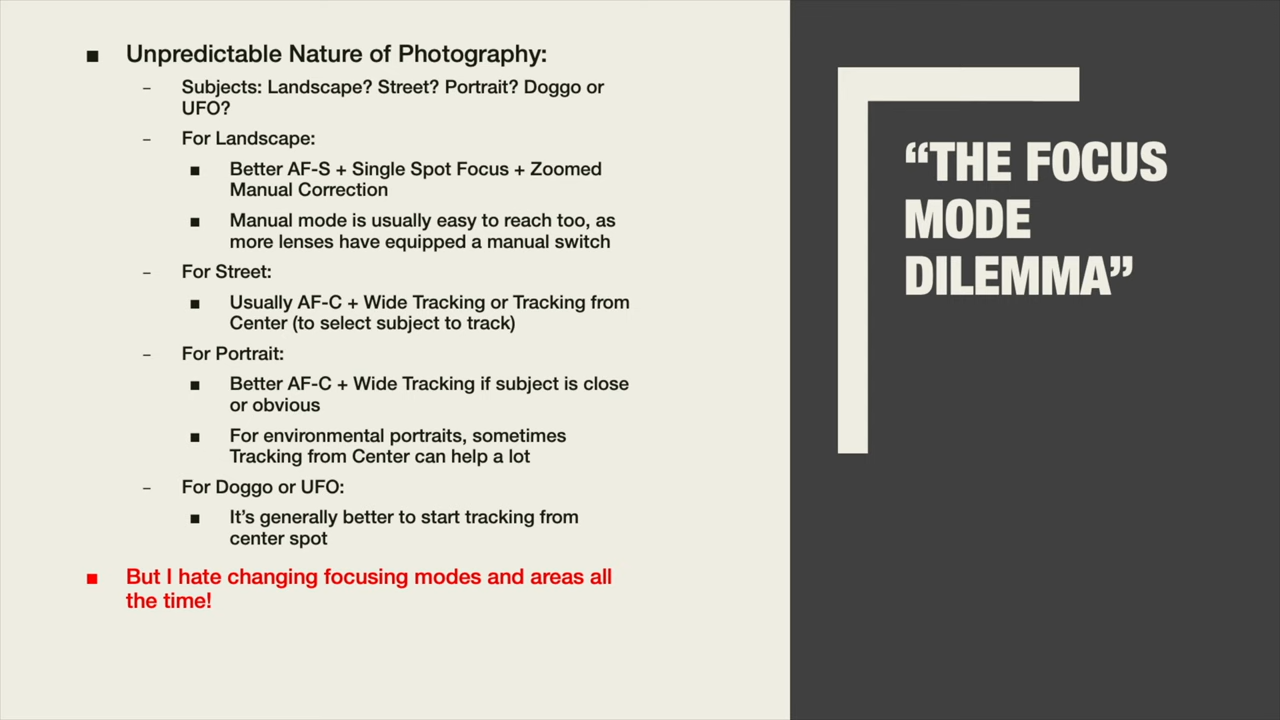 ■ Unpredictable Nature of Photography:
– Subjects: Landscape? Street? Portrait? Doggo or
UFO?
– For Landscape:
■ Better AF-S + Single Spot Focus + Zoomed
Manual Correction
■ Manual mode is usually easy to reach too, as
more lenses have equipped a manual switch
– For Street:
■ Usually AF-C + Wide Tracking or Tracking from
Center (to select subject to track)
– For Portrait:
■ Better AF-C + Wide Tracking if subject is close
or obvious
■ For environmental portraits, sometimes
Tracking from Center can help a lot
– For Doggo or UFO:
■ It’s generally better to start tracking from
center spot
■ But I hate changing focusing modes and areas all
the time!
“THE FOCUS
MODE
DILEMMA”